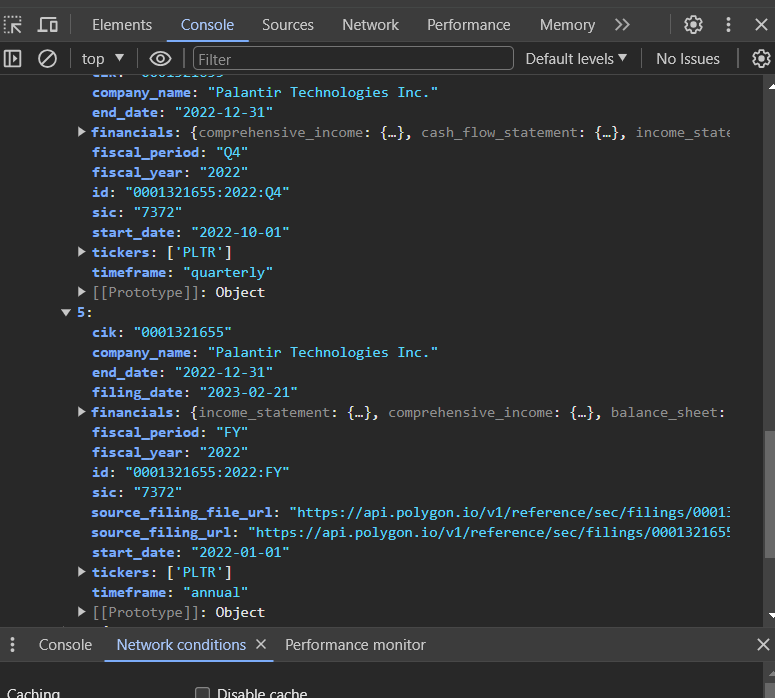 Elements Console Sources Network Performance Memory
top Filter Default levels No Issues
cik: "0001321655"
company_name: "Palantir Technologies Inc."
end_date: "2022-12-31"
financials: {comprehensive_income: {…}, cash_flow_statement: {…}, income_state
fiscal_period: "Q4"
fiscal_year: "2022"
id: "0001321655:2022:Q4"
sic: "7372"
start_date: "2022-10-01"
tickers: ['PLTR']
timeframe: "quarterly"
[[Prototype]]: Object
5:
cik: "0001321655"
company_name: "Palantir Technologies Inc."
end_date: "2022-12-31"
filing_date: "2023-02-21"
financials: {income_statement: {…}, comprehensive_income: {…}, balance_sheet:
fiscal_period: "FY"
fiscal_year: "2022"
id: "0001321655:2022:FY"
sic: "7372"
source_filing_file_url: "https://api.polygon.io/v1/reference/sec/filings/00013
source_filing_url: "https://api.polygon.io/v1/reference/sec/filings/0001321655
start_date: "2022-01-01"
tickers: ['PLTR']
timeframe: "annual"
[[Prototype]]: Object
Console Network conditions Performance monitor
Caching Disable cache